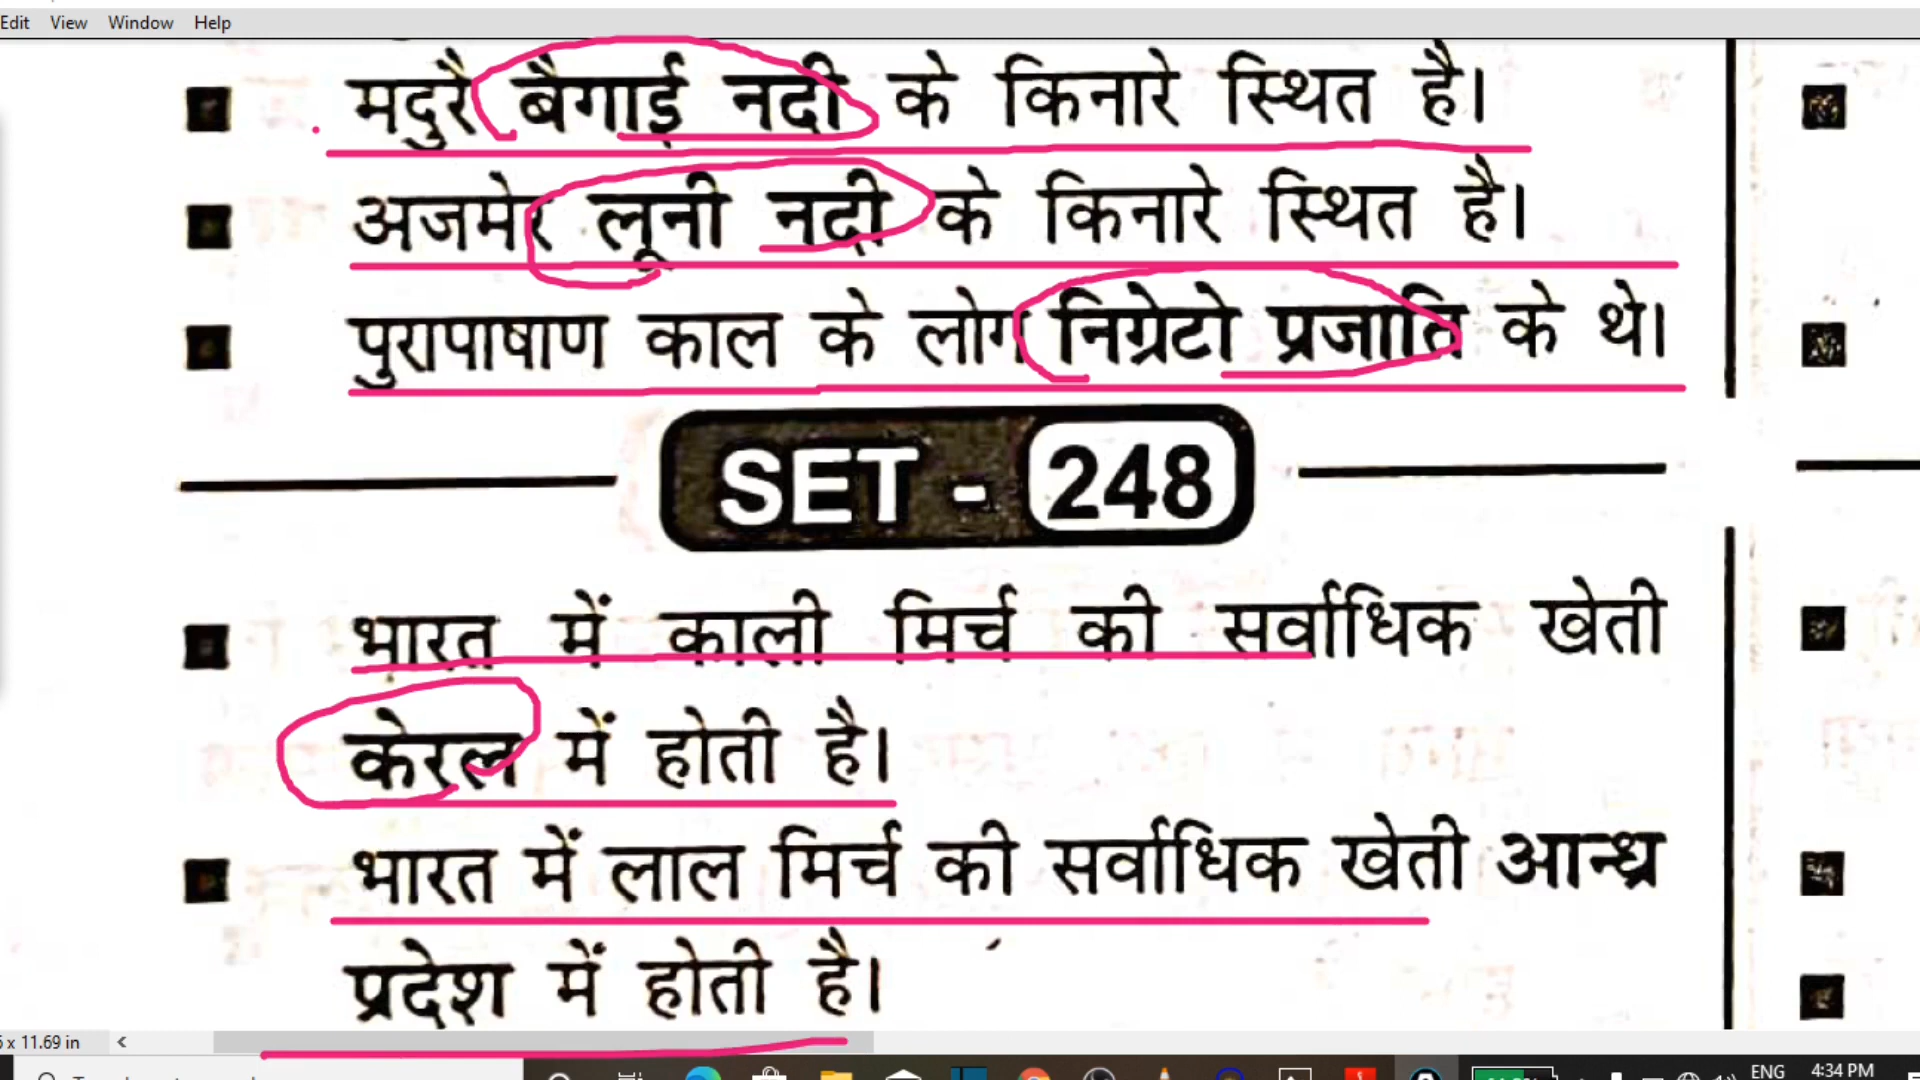 Edit View Window Help
मदुरै बैगाई नदी के किनारे स्थित है।
अजमेर लूनी नदी के किनारे स्थित है।
पुरापाषाण काल के लोग निग्रेटो प्रजाति के थे।
SET - 248
भारत में काली मिर्च की सर्वाधिक खेती
केरल में होती है।
भारत में लाल मिर्च की सर्वाधिक खेती आन्ध्र
प्रदेश में होती है।
x 11.69 in
ENG 4:34 PM